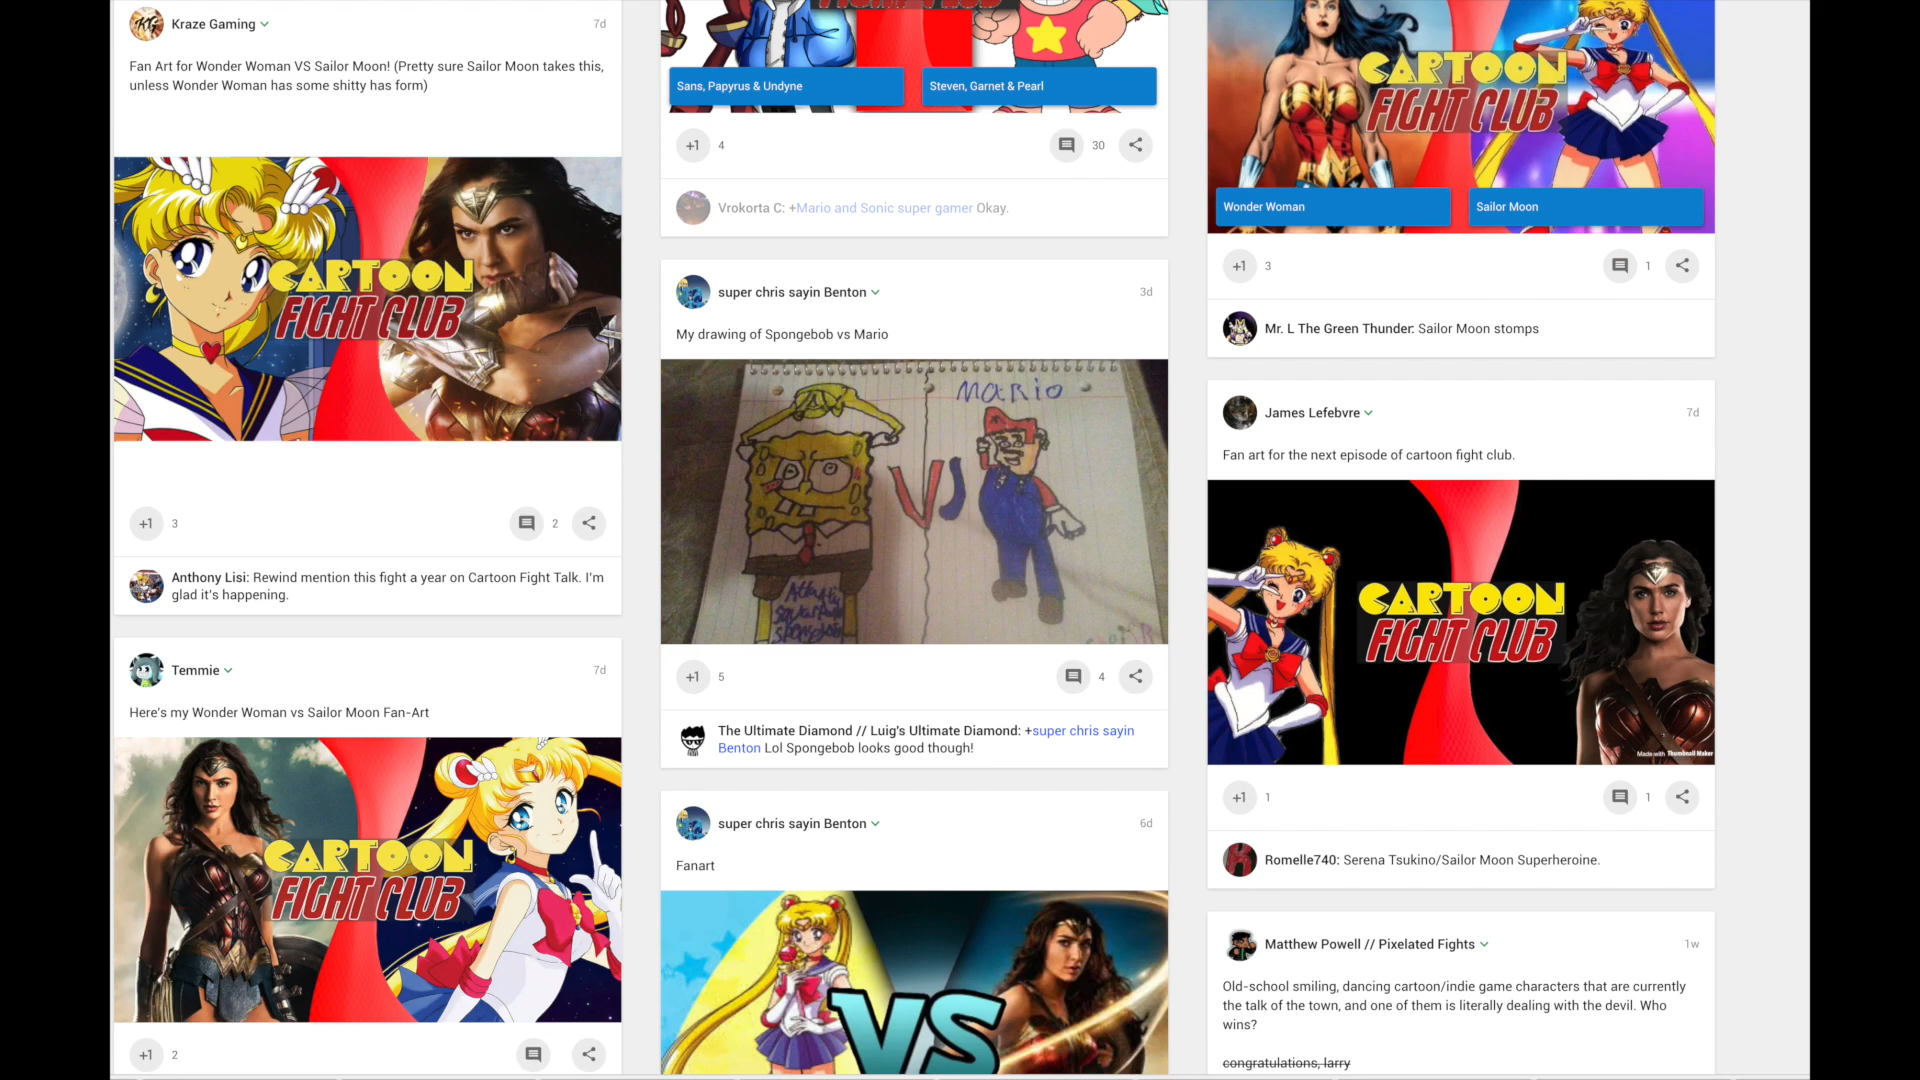 Kraze Gaming
7d
Fan Art for Wonder Woman VS Sailor Moon! (Pretty sure Sailor Moon takes this,
unless Wonder Woman has some shitty has form)
CARTOON
FIGHT CLUB
+1
3
2
Anthony Lisi: Rewind mention this fight a year on Cartoon Fight Talk. I'm
glad it's happening.
Temmie
7d
Here's my Wonder Woman vs Sailor Moon Fan-Art
CARTOON
FIGHT CLUB
+1
2
FIGHT CLUB
Sans, Papyrus & Undyne
Steven, Garnet & Pearl
+1
4
30
Vrokorta C: +Mario and Sonic super gamer Okay.
super chris sayin Benton
3d
My drawing of Spongebob vs Mario
MARIO
VS
+1
5
4
The Ultimate Diamond // Luig's Ultimate Diamond: +super chris sayin
Benton Lol Spongebob looks good though!
super chris sayin Benton
6d
Fanart
VS
CARTOON
FIGHT CLUB
Wonder Woman
Sailor Moon
+1
3
1
Mr. L The Green Thunder: Sailor Moon stomps
James Lefebvre
7d
Fan art for the next episode of cartoon fight club.
CARTOON
FIGHT CLUB
Made with Thumbnail Maker
+1
1
1
Romelle740: Serena Tsukino/Sailor Moon Superheroine.
Matthew Powell // Pixelated Fights
1w
Old-school smiling, dancing cartoon/indie game characters that are currently
the talk of the town, and one of them is literally dealing with the devil. Who
wins?
congratulations, larry